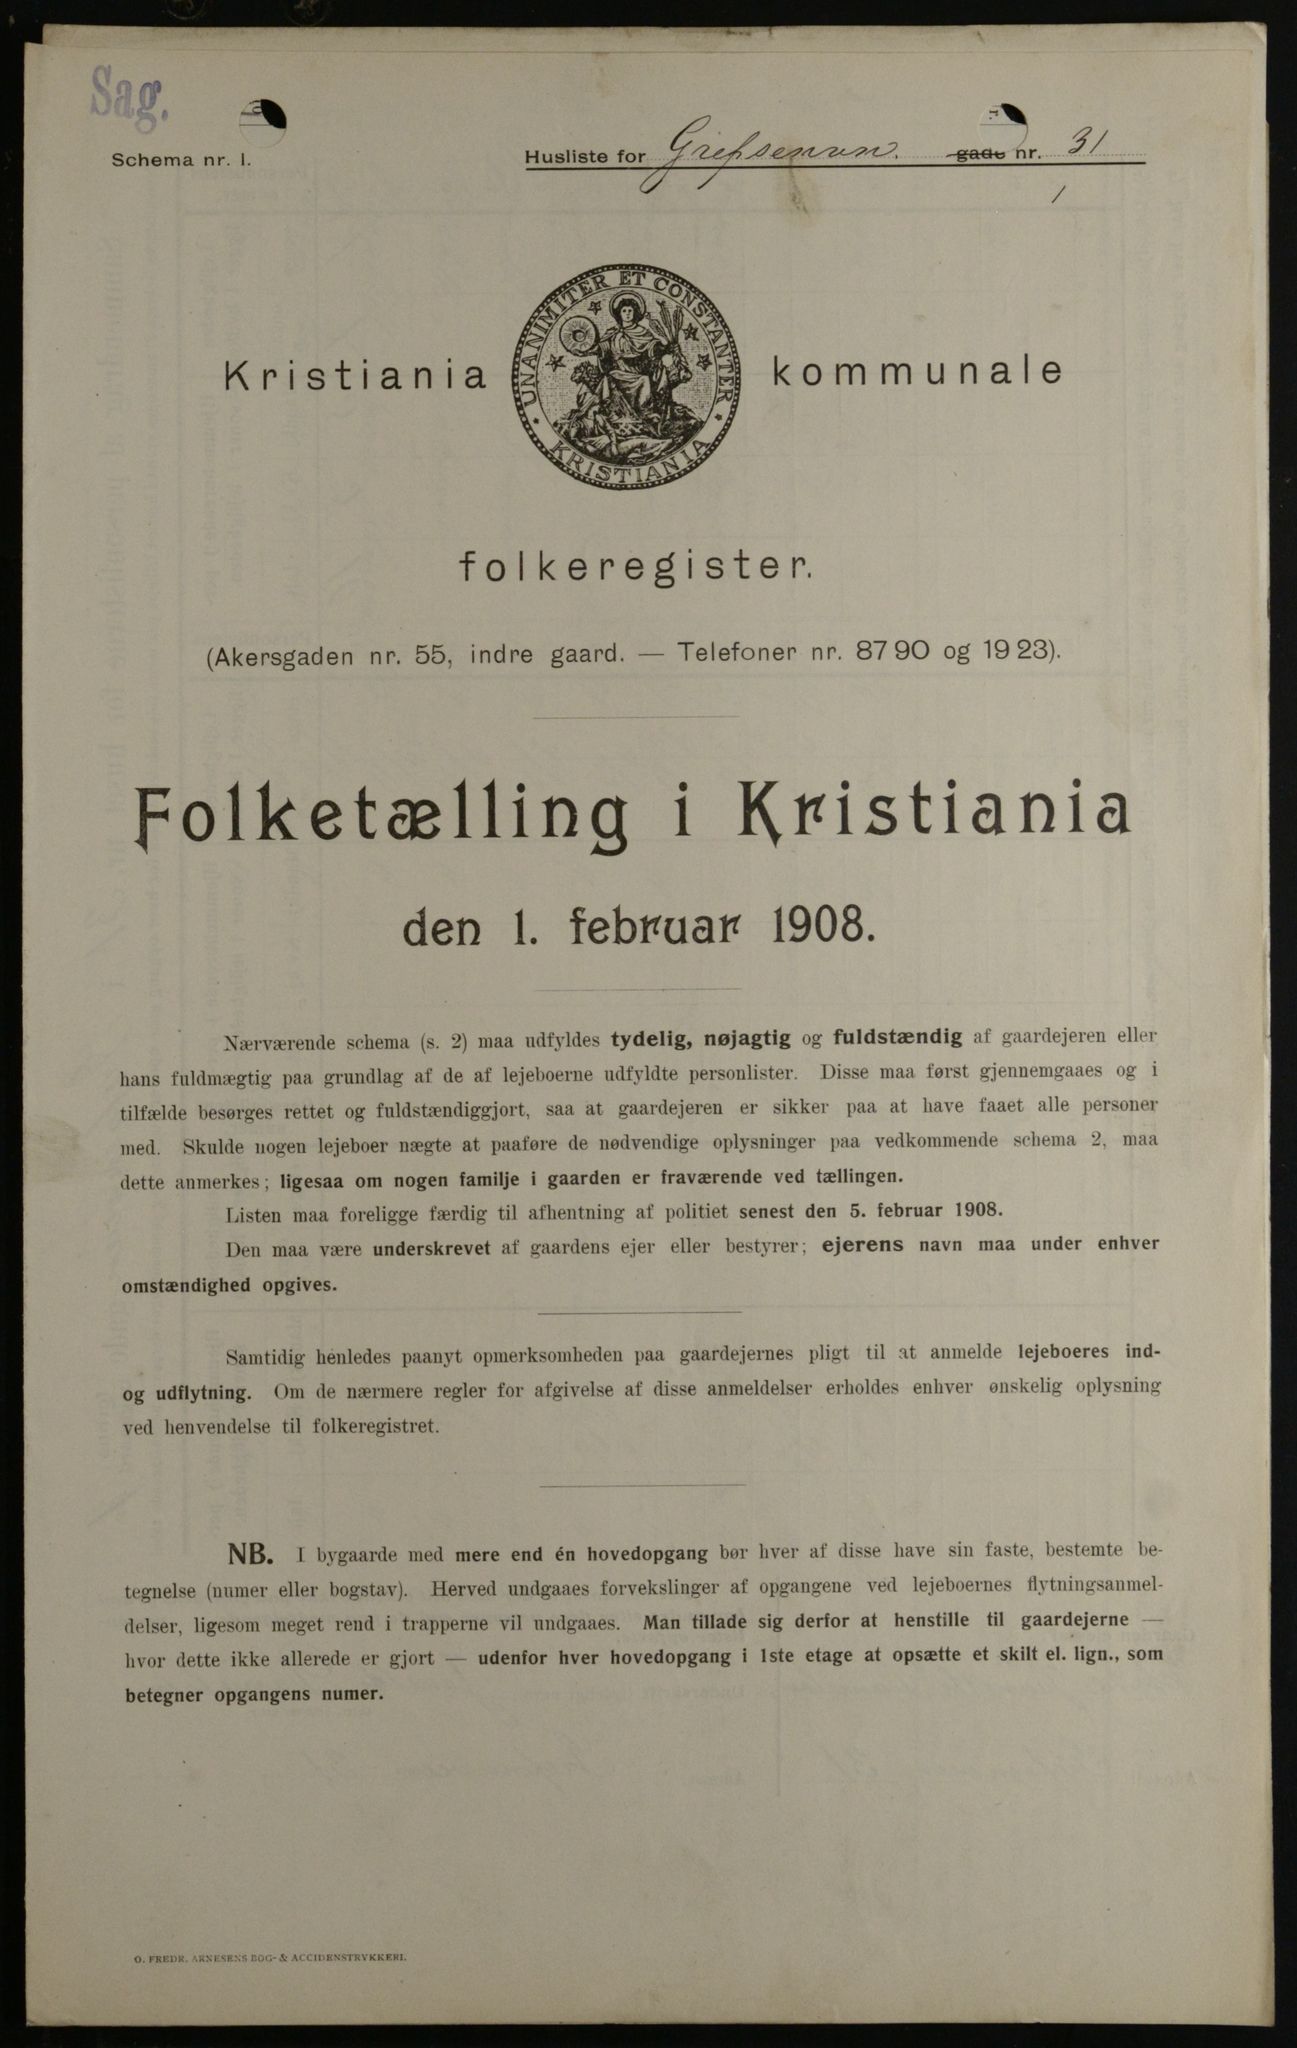 Sag.
Schema nr. 1.
Husliste for Grefsenvn. gade nr. 31
1
Kristiania kommunale
UNANIMITER ET CONSTANTER
KRISTIANIA
folkeregister.
(Akersgaden nr. 55, indre gaard. — Telefoner nr. 8790 og 1923).
Folketælling i Kristiania
den 1. februar 1908.
Nærværende schema (s. 2) maa udfyldes tydelig, nøjagtig og fuldstændig af gaardejeren eller
hans fuldmægtig paa grundlag af de af lejeboerne udfyldte personlister. Disse maa først gjennemgaaes og i
tilfælde besørges rettet og fuldstændiggjort, saa at gaardejeren er sikker paa at have faaet alle personer
med. Skulde nogen lejeboer nægte at paaføre de nødvendige oplysninger paa vedkommende schema 2, maa
dette anmerkes; ligesaa om nogen familje i gaarden er fraværende ved tællingen.
Listen maa foreligge færdig til afhentning af politiet senest den 5. februar 1908.
Den maa være underskrevet af gaardens ejer eller bestyrer; ejerens navn maa under enhver
omstændighed opgives.
Samtidig henledes paanyt opmerksomheden paa gaardejernes pligt til at anmelde lejeboeres ind-
og udflytning. Om de nærmere regler for afgivelse af disse anmeldelser erholdes enhver ønskelig oplysning
ved henvendelse til folkeregistret.
NB. I bygaarde med mere end én hovedopgang bør hver af disse have sin faste, bestemte be-
tegnelse (numer eller bogstav). Herved undgaaes forvekslinger af opgangene ved lejeboernes flytningsanmel-
delser, ligesom meget rend i trapperne vil undgaaes. Man tillade sig derfor at henstille til gaardejerne —
hvor dette ikke allerede er gjort — udenfor hver hovedopgang i 1ste etage at opsætte et skilt el. lign., som
betegner opgangens numer.
O. FREDR. ARNESENS BOG- & ACCIDENSTRYKKERI.